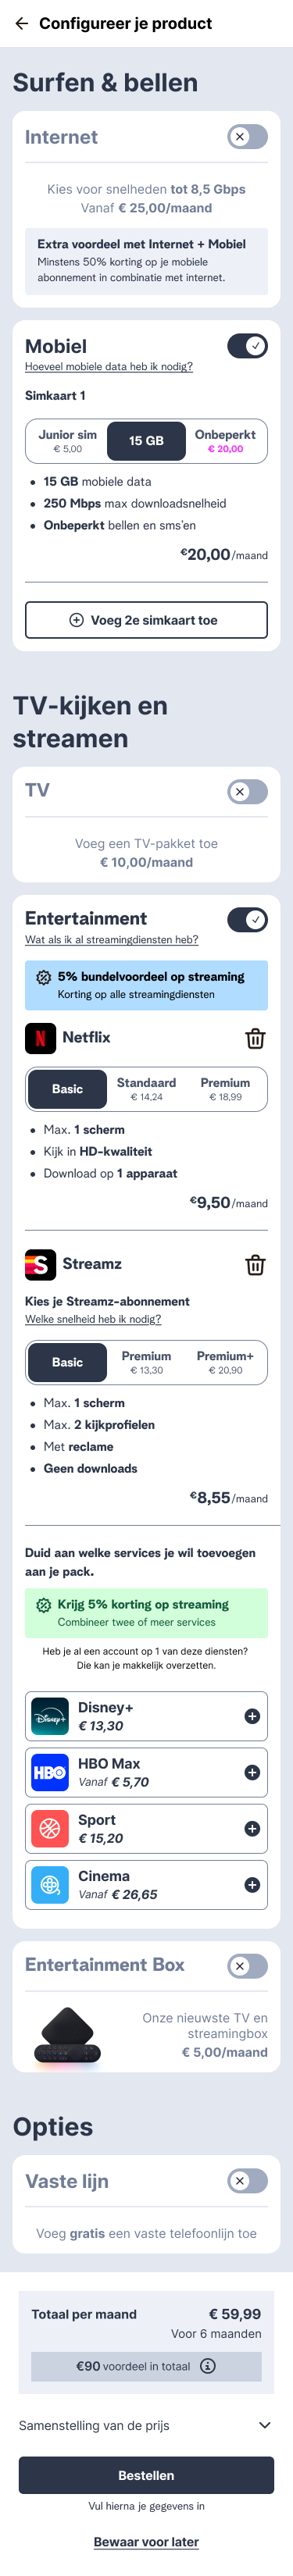 Configureer je product
Surfen & bellen
Internet
Kies voor snelheden tot 8,5 Gbps
Vanaf € 25,00/maand
Extra voordeel met Internet + Mobiel
Minstens 50% korting op je mobiele
abonnement in combinatie met internet.
Mobiel
Hoeveel mobiele data heb ik nodig?
Simkaart 1
Junior sim
€ 5,00
15 GB
Onbeperkt
€ 20,00
15 GB mobiele data
250 Mbps max downloadsnelheid
Onbeperkt bellen en sms'en
€20,00/maand
Voeg 2e simkaart toe
TV-kijken en
streamen
TV
Voeg een TV-pakket toe
€ 10,00/maand
Entertainment
Wat als ik al streamingdiensten heb?
5% bundelvoordeel op streaming
Korting op alle streamingdiensten
N
Netflix
Basic
Standaard
€ 14,24
Premium
€ 18,99
Max. 1 scherm
Kijk in HD-kwaliteit
Download op 1 apparaat
€9,50/maand
S
Streamz
Kies je Streamz-abonnement
Welke snelheid heb ik nodig?
Basic
Premium
€ 13,30
Premium+
€ 20,90
Max. 1 scherm
Max. 2 kijkprofielen
Met reclame
Geen downloads
€8,55/maand
Duid aan welke services je wil toevoegen
aan je pack.
Krijg 5% korting op streaming
Combineer twee of meer services
Heb je al een account op 1 van deze diensten?
Die kan je makkelijk overzetten.
Disney+
Disney+
€ 13,30
HBO
HBO Max
Vanaf € 5,70
Sport
€ 15,20
Cinema
Vanaf € 26,65
Entertainment Box
Onze nieuwste TV en
streamingbox
€ 5,00/maand
Opties
Vaste lijn
Voeg gratis een vaste telefoonlijn toe
Totaal per maand € 59,99
Voor 6 maanden
€90 voordeel in totaal
Samenstelling van de prijs
Bestellen
Vul hierna je gegevens in
Bewaar voor later